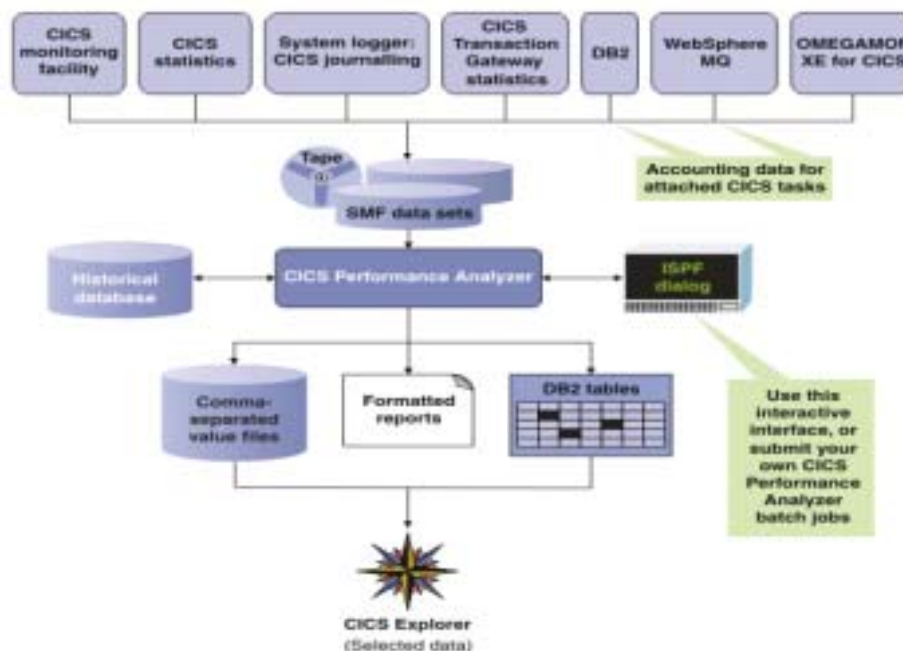 CICS
monitoring
facility
CICS
statistics
System logger:
CICS journalling
CICS
Transaction
Gateway
statistics
DB2
WebSphere
MQ
OMEGAMON
XE for CICS
Accounting data for
attached CICS tasks
Tape
SMF data sets
Historical
database
CICS Performance Analyzer
ISPF
dialog
Comma-
separated
value files
Formatted
reports
DB2 tables
Use this
interactive
interface, or
submit your
own CICS
Performance
Analyzer
batch jobs
CICS Explorer
(Selected data)